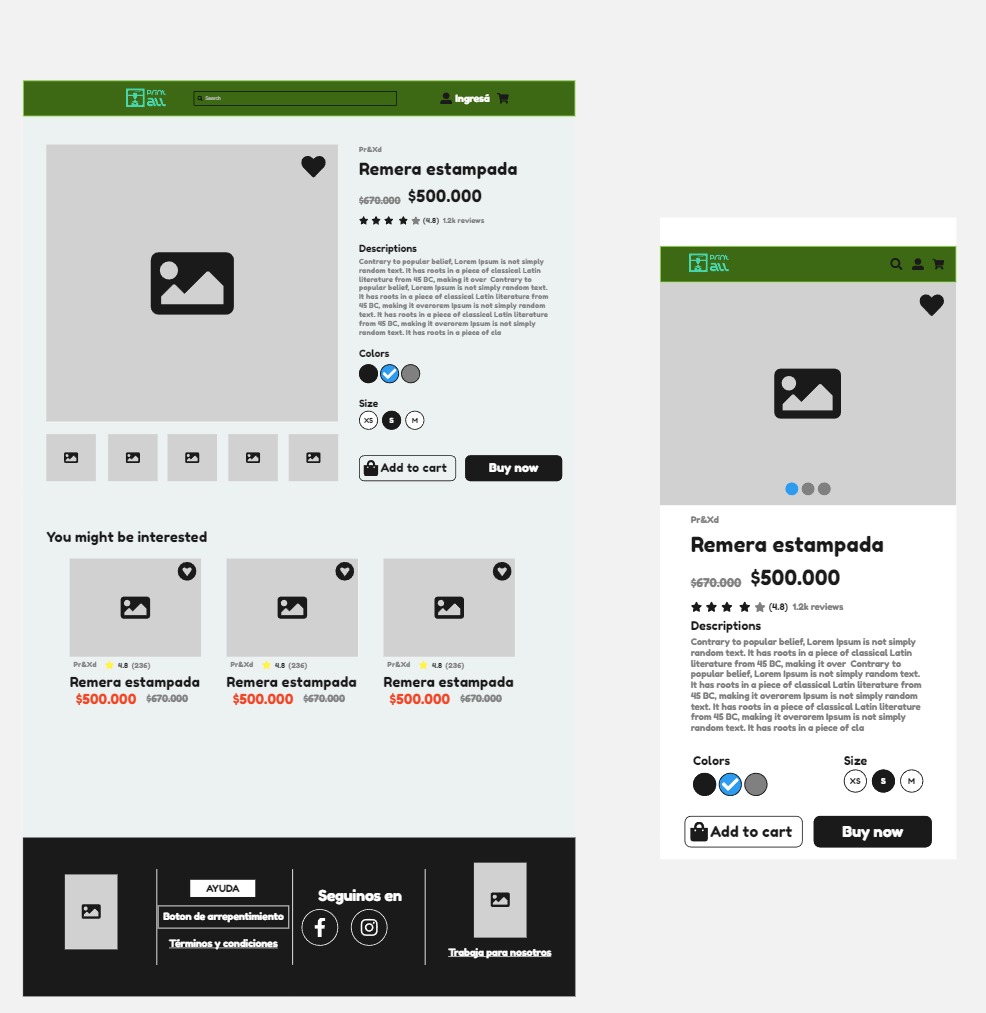 Print
all
Search
Ingresá
Pr&Xd
Remera estampada
$670.000 $500.000
(4.8) 1.2k reviews
Descriptions
Contrary to popular belief, Lorem Ipsum is not simply
random text. It has roots in a piece of classical Latin
literature from 45 BC, making it over  Contrary to
popular belief, Lorem Ipsum is not simply random text.
It has roots in a piece of classical Latin literature from
45 BC, making it overorem Ipsum is not simply random
text. It has roots in a piece of classical Latin literature
from 45 BC, making it overorem Ipsum is not simply
random text. It has roots in a piece of cla
Colors
Size
XS S M
Add to cart Buy now
You might be interested
Pr&Xd 4.8 (236)
Remera estampada
$500.000 $670.000
Pr&Xd 4.8 (236)
Remera estampada
$500.000 $670.000
Pr&Xd 4.8 (236)
Remera estampada
$500.000 $670.000
AYUDA
Boton de arrepentimiento
Términos y condiciones
Seguinos en
Trabaja para nosotros
Print
all
Pr&Xd
Remera estampada
$670.000 $500.000
(4.8) 1.2k reviews
Descriptions
Contrary to popular belief, Lorem Ipsum is not simply
random text. It has roots in a piece of classical Latin
literature from 45 BC, making it over  Contrary to
popular belief, Lorem Ipsum is not simply random text.
It has roots in a piece of classical Latin literature from
45 BC, making it overorem Ipsum is not simply random
text. It has roots in a piece of classical Latin literature
from 45 BC, making it overorem Ipsum is not simply
random text. It has roots in a piece of cla
Colors Size
XS S M
Add to cart Buy now